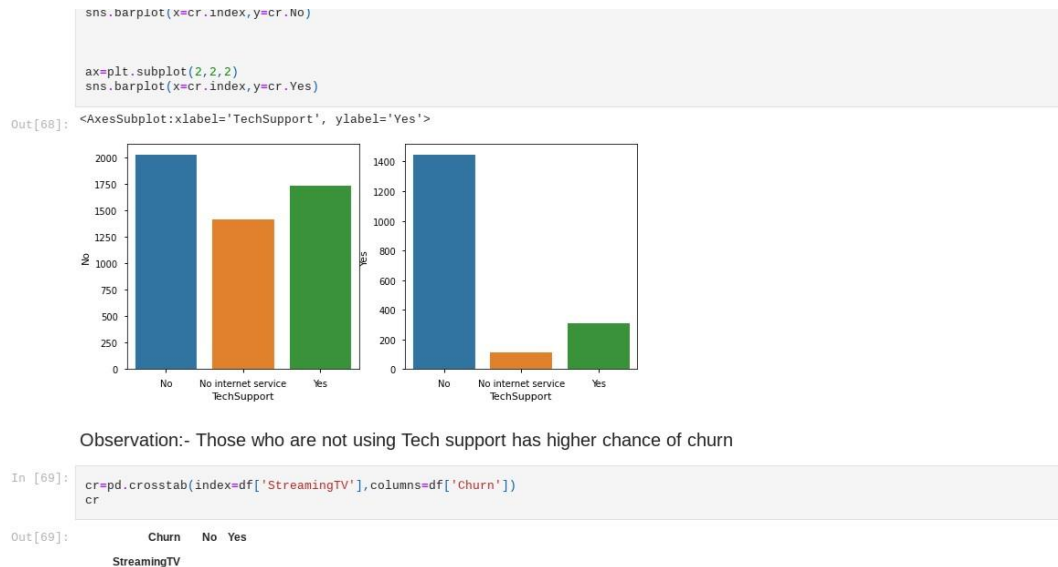 sns.barplot(x=cr.index,y=cr.No)
ax=plt.subplot(2,2,2)
sns.barplot(x=cr.index,y=cr.Yes)
Out[68]: <AxesSubplot:xlabel='TechSupport', ylabel='Yes'>
2000
1750
1500
1250
1000
750
500
250
0
No
No No internet service Yes
TechSupport
1400
1200
1000
800
600
400
200
0
Yes
No No internet service Yes
TechSupport
Observation:- Those who are not using Tech support has higher chance of churn
In [69]: cr=pd.crosstab(index=df['StreamingTV'],columns=df['Churn'])
cr
Out[69]: Churn No Yes
StreamingTV